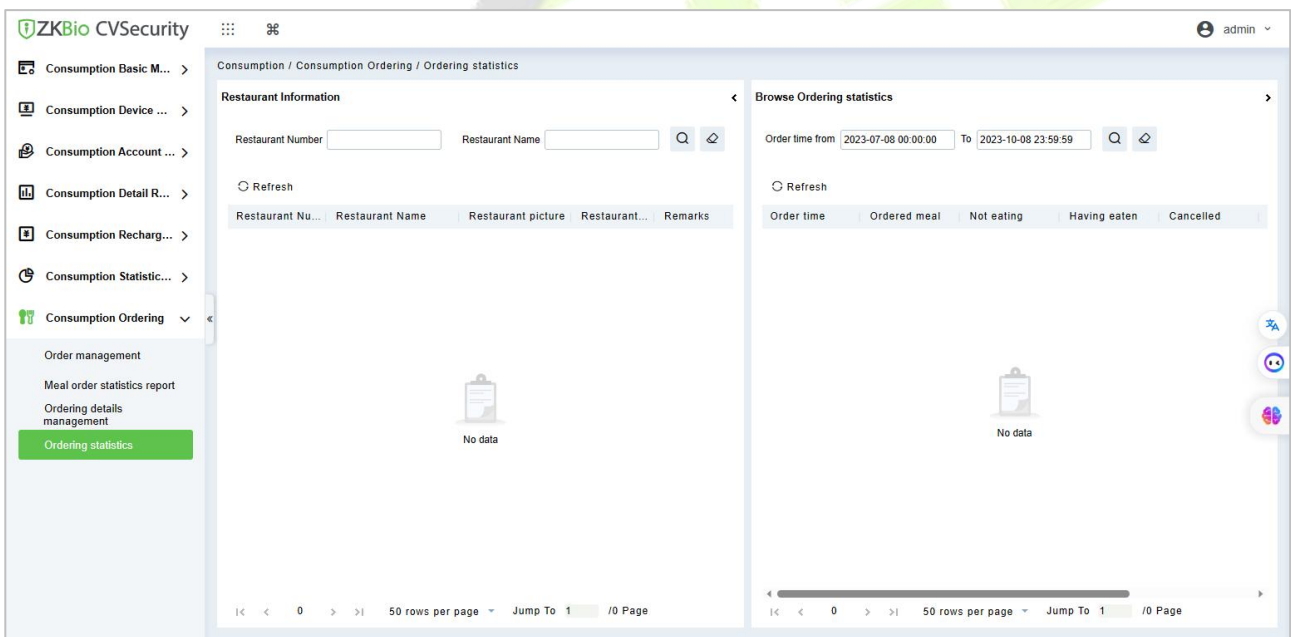 ZKBio CVSecurity
admin
Consumption Basic M...
Consumption Device ...
Consumption Account ...
Consumption Detail R...
Consumption Recharg...
Consumption Statistic...
Consumption Ordering
Order management
Meal order statistics report
Ordering details
management
Ordering statistics
Consumption / Consumption Ordering / Ordering statistics
Restaurant Information
Restaurant Number
Restaurant Name
Refresh
Restaurant Nu... Restaurant Name Restaurant picture Restaurant... Remarks
No data
0 50 rows per page Jump To 1 /0 Page
Browse Ordering statistics
Order time from 2023-07-08 00:00:00 To 2023-10-08 23:59:59
Refresh
Order time Ordered meal Not eating Having eaten Cancelled
No data
0 50 rows per page Jump To 1 /0 Page